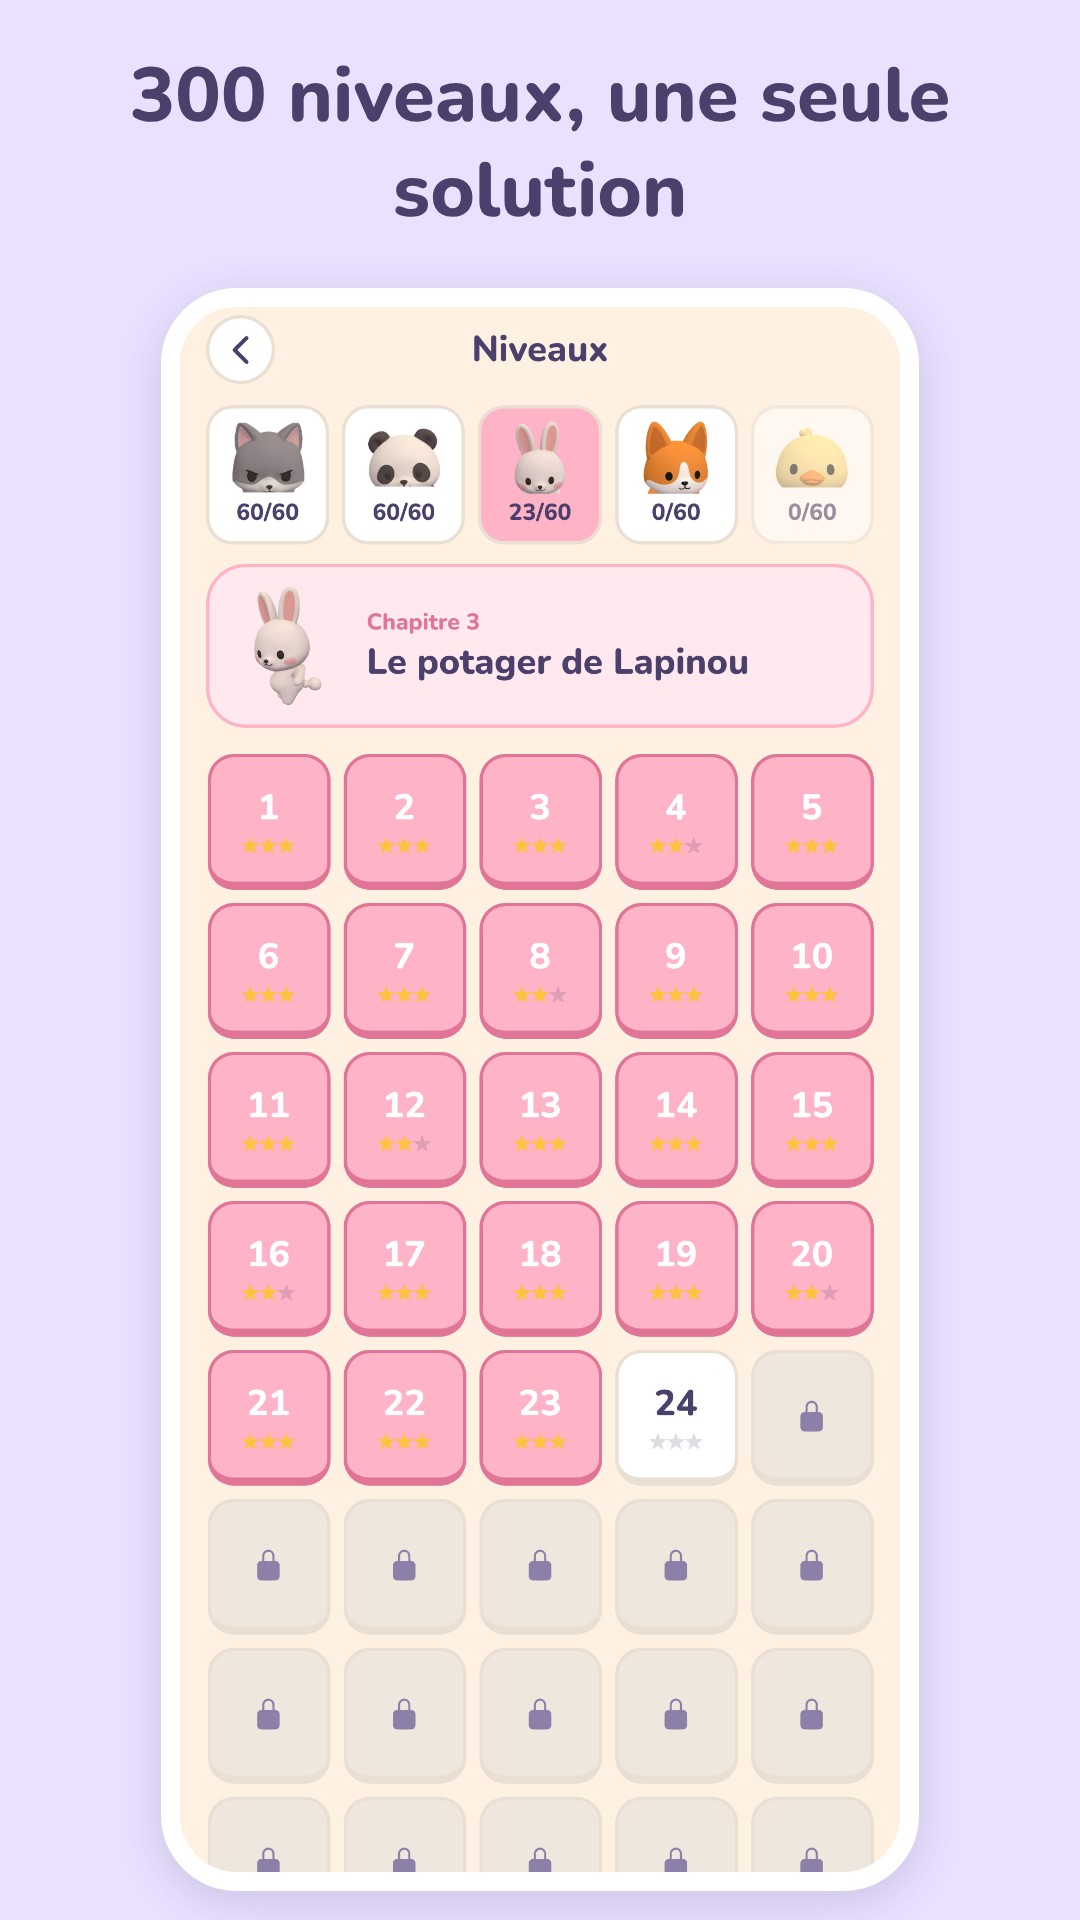 300 niveaux, une seule
solution
Niveaux
60/60 60/60 23/60 0/60 0/60
Chapitre 3
Le potager de Lapinou
1 2 3 4 5
6 7 8 9 10
11 12 13 14 15
16 17 18 19 20
21 22 23 24